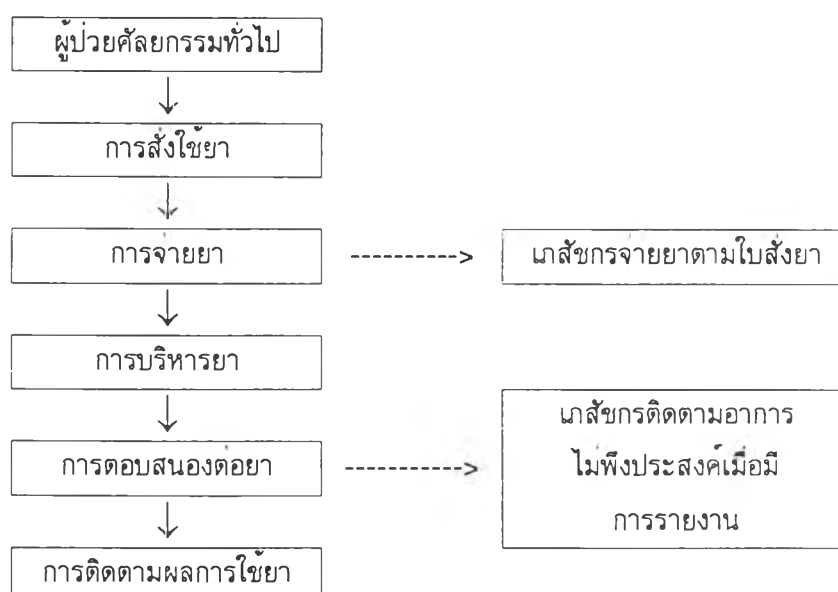 ผู้ป่วยศัลยกรรมทั่วไป
การสั่งใช้ยา
การจ่ายยา
เภสัชกรจ่ายยาตามใบสั่งยา
การบริหารยา
การตอบสนองต่อยา
เภสัชกรติดตามอาการ
ไม่พึงประสงค์เมื่อมี
การรายงาน
การติดตามผลการใช้ยา